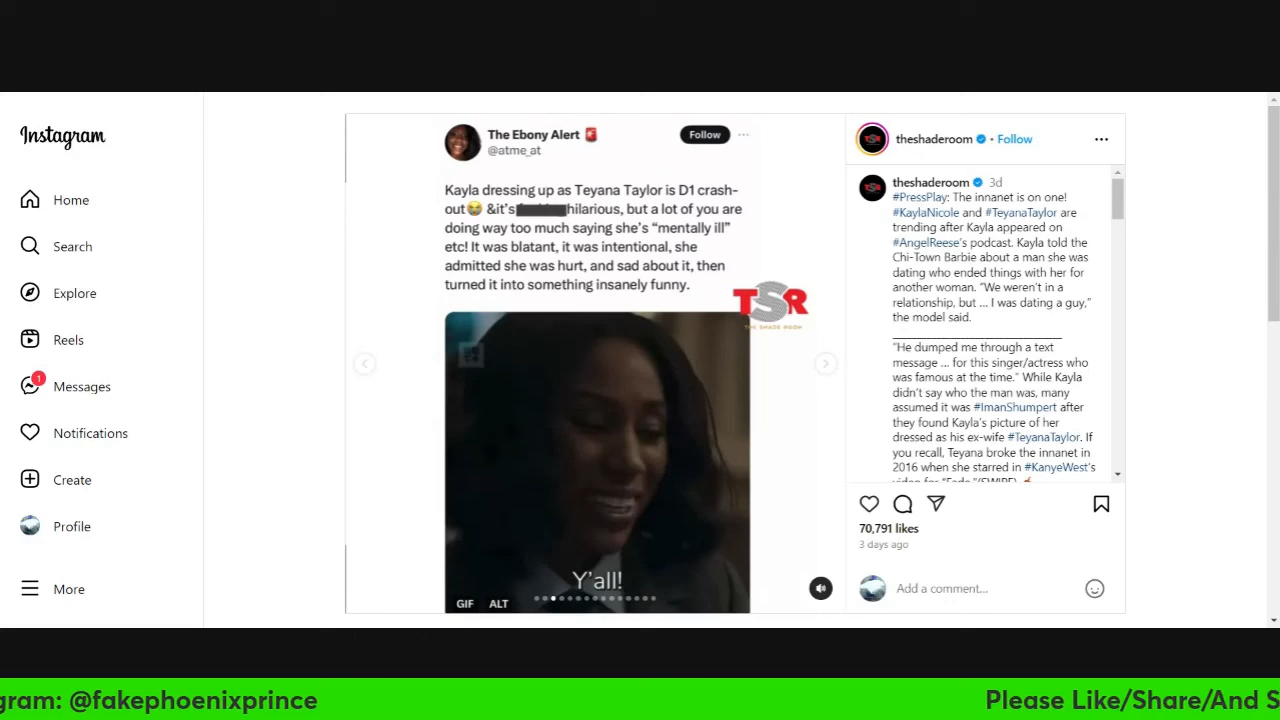 Instagram
Home
Search
Explore
Reels
1
Messages
Notifications
Create
Profile
More
The Ebony Alert
@atme_at
Follow
Kayla dressing up as Teyana Taylor is D1 crash-
out😭 &it's hilarious, but a lot of you are
doing way too much saying she's "mentally ill"
etc! It was blatant, it was intentional, she
admitted she was hurt, and sad about it, then
turned it into something insanely funny.
TSR
THE SHADE ROOM
Y'all!
GIF ALT
theshaderoom • Follow
theshaderoom 3d
#PressPlay: The innanet is on one!
#KaylaNicole and #TeyanaTaylor are
trending after Kayla appeared on
#AngelReese's podcast. Kayla told the
Chi-Town Barbie about a man she was
dating who ended things with her for
another woman. "We weren't in a
relationship, but ... I was dating a guy,"
the model said.
"He dumped me through a text
message ... for this singer/actress who
was famous at the time." While Kayla
didn't say who the man was, many
assumed it was #ImanShumpert after
they found Kayla's picture of her
dressed as his ex-wife #TeyanaTaylor. If
you recall, Teyana broke the innanet in
2016 when she starred in #KanyeWest's
video for "Fade."(SWIPE)
70,791 likes
3 days ago
Add a comment...
gram: @fakephoenixprince
Please Like/Share/And S